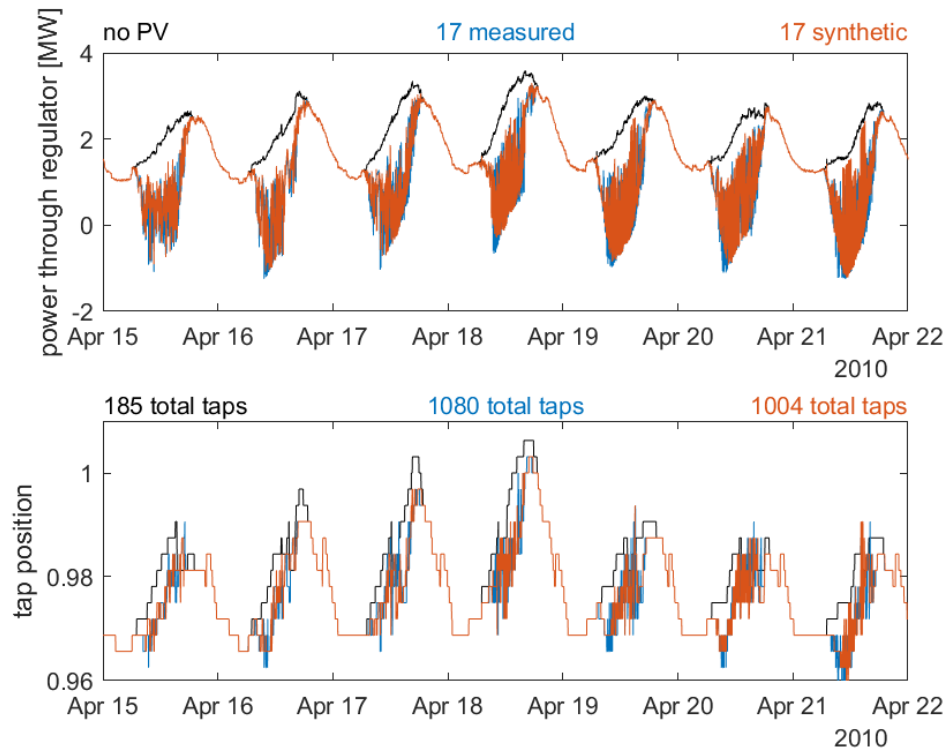 no PV 17 measured 17 synthetic
power through regulator [MW]
4
2
0
-2
Apr 15 Apr 16 Apr 17 Apr 18 Apr 19 Apr 20 Apr 21 Apr 22
2010
185 total taps 1080 total taps 1004 total taps
tap position
1
0.98
0.96
Apr 15 Apr 16 Apr 17 Apr 18 Apr 19 Apr 20 Apr 21 Apr 22
2010